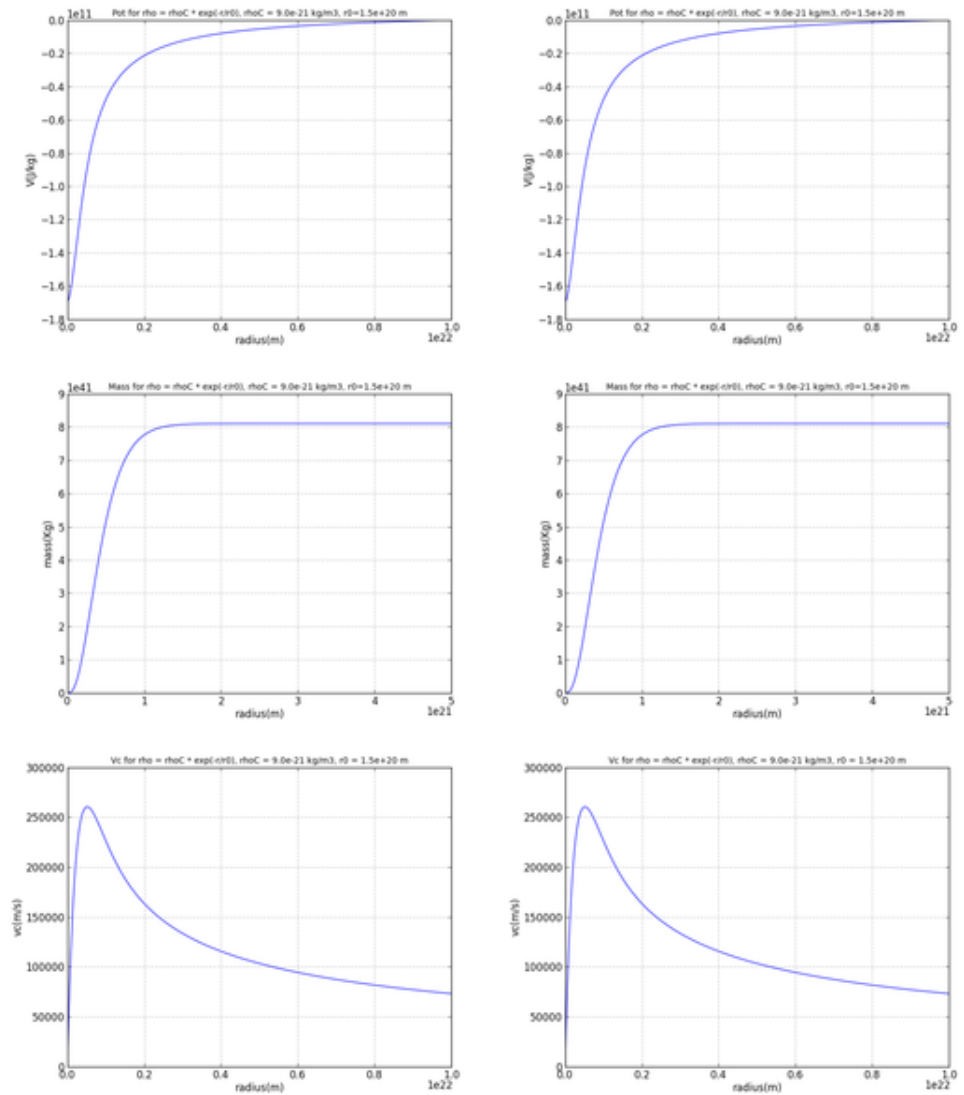 1e11 Pot for rho = rhoC * exp(-r/r0), rhoC = 9.0e-21 kg/m3, r0=1.5e+20 m
0.0
−0.2
−0.4
−0.6
−0.8
−1.0
−1.2
−1.4
−1.6
−1.8
V(J/kg)
0.0 0.2 0.4 0.6 0.8 1.0
radius(m) 1e22
1e11 Pot for rho = rhoC * exp(-r/r0), rhoC = 9.0e-21 kg/m3, r0=1.5e+20 m
0.0
−0.2
−0.4
−0.6
−0.8
−1.0
−1.2
−1.4
−1.6
−1.8
V(J/kg)
0.0 0.2 0.4 0.6 0.8 1.0
radius(m) 1e22
1e41 Mass for rho = rhoC * exp(-r/r0), rhoC = 9.0e-21 kg/m3, r0=1.5e+20 m
9
8
7
6
5
4
3
2
1
0
mass(Kg)
0 1 2 3 4 5
radius(m) 1e21
1e41 Mass for rho = rhoC * exp(-r/r0), rhoC = 9.0e-21 kg/m3, r0=1.5e+20 m
9
8
7
6
5
4
3
2
1
0
mass(Kg)
0 1 2 3 4 5
radius(m) 1e21
Vc for rho = rhoC * exp(-r/r0), rhoC = 9.0e-21 kg/m3, r0 = 1.5e+20 m
300000
250000
200000
150000
100000
50000
0
vc(m/s)
0.0 0.2 0.4 0.6 0.8 1.0
radius(m) 1e22
Vc for rho = rhoC * exp(-r/r0), rhoC = 9.0e-21 kg/m3, r0 = 1.5e+20 m
300000
250000
200000
150000
100000
50000
0
vc(m/s)
0.0 0.2 0.4 0.6 0.8 1.0
radius(m) 1e22